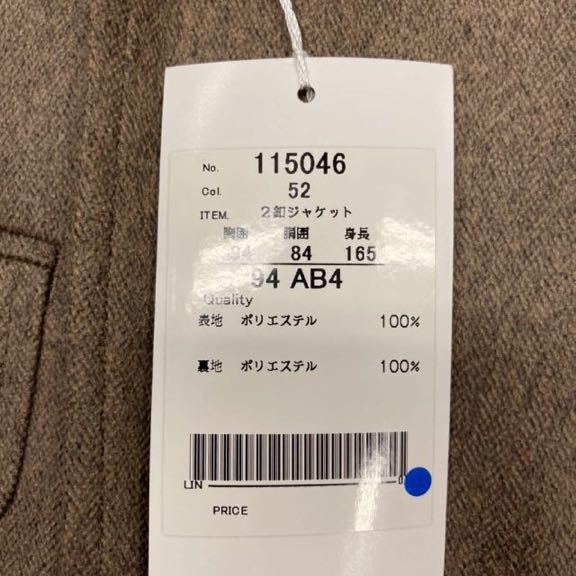 No. 115046
Col. 52
ITEM. 2釦ジャケット
胸囲 胴囲 身長
94 84 165
94 AB4
Quality
表地 ポリエステル 100%
裏地 ポリエステル 100%
LIN
PRICE